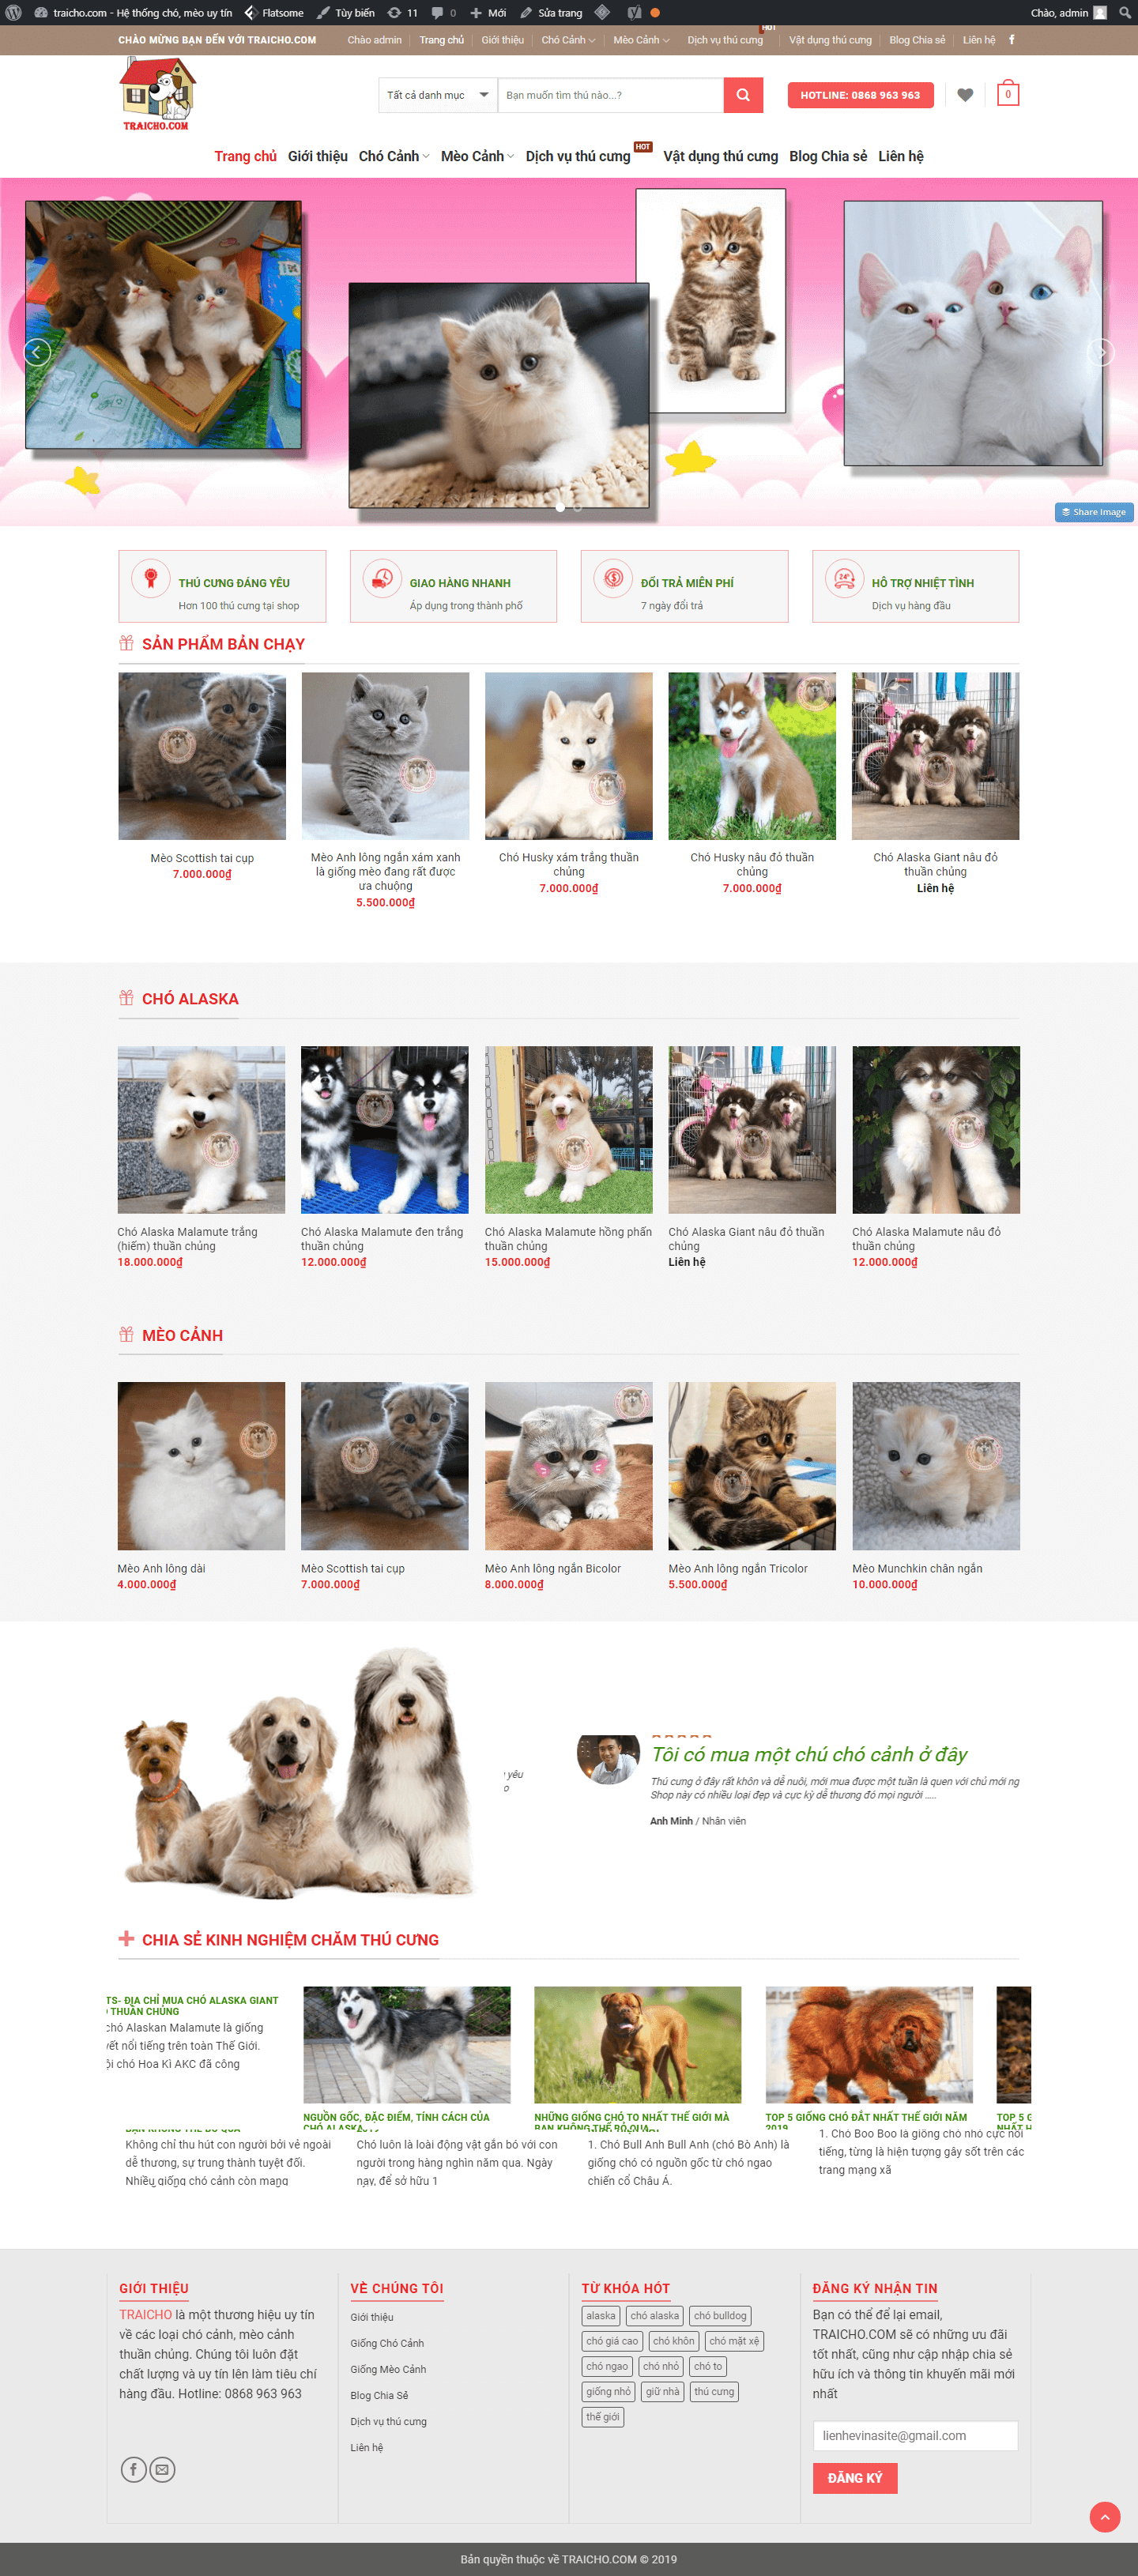 traicho.com - Hệ thống chó, mèo uy tín Flatsome Tùy biến 11 0 Mới Sửa trang Chào, admin
CHÀO MỪNG BẠN ĐẾN VỚI TRAICHO.COM Chào admin Trang chủ Giới thiệu Chó Cảnh Mèo Cảnh Dịch vụ thú cưng HOT Vật dụng thú cưng Blog Chia sẻ Liên hệ
TRAICHO.COM
Tất cả danh mục Bạn muốn tìm thú nào...? HOTLINE: 0868 963 963 0
Trang chủ Giới thiệu Chó Cảnh Mèo Cảnh Dịch vụ thú cưng HOT Vật dụng thú cưng Blog Chia sẻ Liên hệ
Share Image
THÚ CƯNG ĐÁNG YÊU
Hơn 100 thú cưng tại shop
GIAO HÀNG NHANH
Áp dụng trong thành phố
ĐỔI TRẢ MIỄN PHÍ
7 ngày đổi trả
24h
HỖ TRỢ NHIỆT TÌNH
Dịch vụ hàng đầu
SẢN PHẨM BÁN CHẠY
Mèo Scottish tai cụp
7.000.000₫
Mèo Anh lông ngắn xám xanh
là giống mèo đang rất được
ưa chuộng
5.500.000₫
Chó Husky xám trắng thuần
chủng
7.000.000₫
Chó Husky nâu đỏ thuần
chủng
7.000.000₫
Chó Alaska Giant nâu đỏ
thuần chủng
Liên hệ
CHÓ ALASKA
Chó Alaska Malamute trắng
(hiếm) thuần chủng
18.000.000₫
Chó Alaska Malamute đen trắng
thuần chủng
12.000.000₫
Chó Alaska Malamute hồng phấn
thuần chủng
15.000.000₫
Chó Alaska Giant nâu đỏ thuần
chủng
Liên hệ
Chó Alaska Malamute nâu đỏ
thuần chủng
12.000.000₫
MÈO CẢNH
Mèo Anh lông dài
4.000.000₫
Mèo Scottish tai cụp
7.000.000₫
Mèo Anh lông ngắn Bicolor
8.000.000₫
Mèo Anh lông ngắn Tricolor
5.500.000₫
Mèo Munchkin chân ngắn
10.000.000₫
yêu
Tôi có mua một chú chó cảnh ở đây
Thú cưng ở đây rất khôn và dễ nuôi, mới mua được một tuần là quen với chủ mới ng
Shop này có nhiều loại đẹp và cực kỳ dễ thương đó mọi người .....
Anh Minh / Nhân viên
CHIA SẺ KINH NGHIỆM CHĂM THÚ CƯNG
TS- ĐỊA CHỈ MUA CHÓ ALASKA GIANT
THUẦN CHỦNG
chó Alaskan Malamute là giống
nổi tiếng trên toàn Thế Giới.
chó Hoa Kì AKC đã công
NGUỒN GỐC, ĐẶC ĐIỂM, TÍNH CÁCH CỦA
CHÓ ALASKA
NHỮNG GIỐNG CHÓ TO NHẤT THẾ GIỚI MÀ
BẠN KHÔNG THỂ BỎ QUA
TOP 5 GIỐNG CHÓ ĐẮT NHẤT THẾ GIỚI NĂM
2019
TOP 5 G
NHẤT H
BẠN KHÔNG THỂ BỎ QUA
Không chỉ thu hút con người bởi vẻ ngoài
dễ thương, sự trung thành tuyệt đối.
Nhiều giống chó cảnh còn mang
2019
Chó luôn là loài động vật gắn bó với con
người trong hàng nghìn năm qua. Ngày
nay, để sở hữu 1
1. Chó Bull Anh Bull Anh (chó Bò Anh) là
giống chó có nguồn gốc từ chó ngao
chiến cổ Châu Á.
1. Chó Boo Boo là giống chó nhỏ cực nổi
tiếng, từng là hiện tượng gây sốt trên các
trang mạng xã
GIỚI THIỆU
TRAICHO là một thương hiệu uy tín
về các loại chó cảnh, mèo cảnh
thuần chủng. Chúng tôi luôn đặt
chất lượng và uy tín lên làm tiêu chí
hàng đầu. Hotline: 0868 963 963
VỀ CHÚNG TÔI
Giới thiệu
Giống Chó Cảnh
Giống Mèo Cảnh
Blog Chia Sẻ
Dịch vụ thú cưng
Liên hệ
TỪ KHÓA HÓT
alaska chó alaska chó bulldog
chó giá cao chó khôn chó mặt xệ
chó ngao chó nhỏ chó to
giống nhỏ giữ nhà thú cưng
thế giới
ĐĂNG KÝ NHẬN TIN
Bạn có thể để lại email,
TRAICHO.COM sẽ có những ưu đãi
tốt nhất, cũng như cập nhập chia sẻ
hữu ích và thông tin khuyến mãi mới
nhất
lienhevinasite@gmail.com
ĐĂNG KÝ
Bản quyền thuộc về TRAICHO.COM © 2019